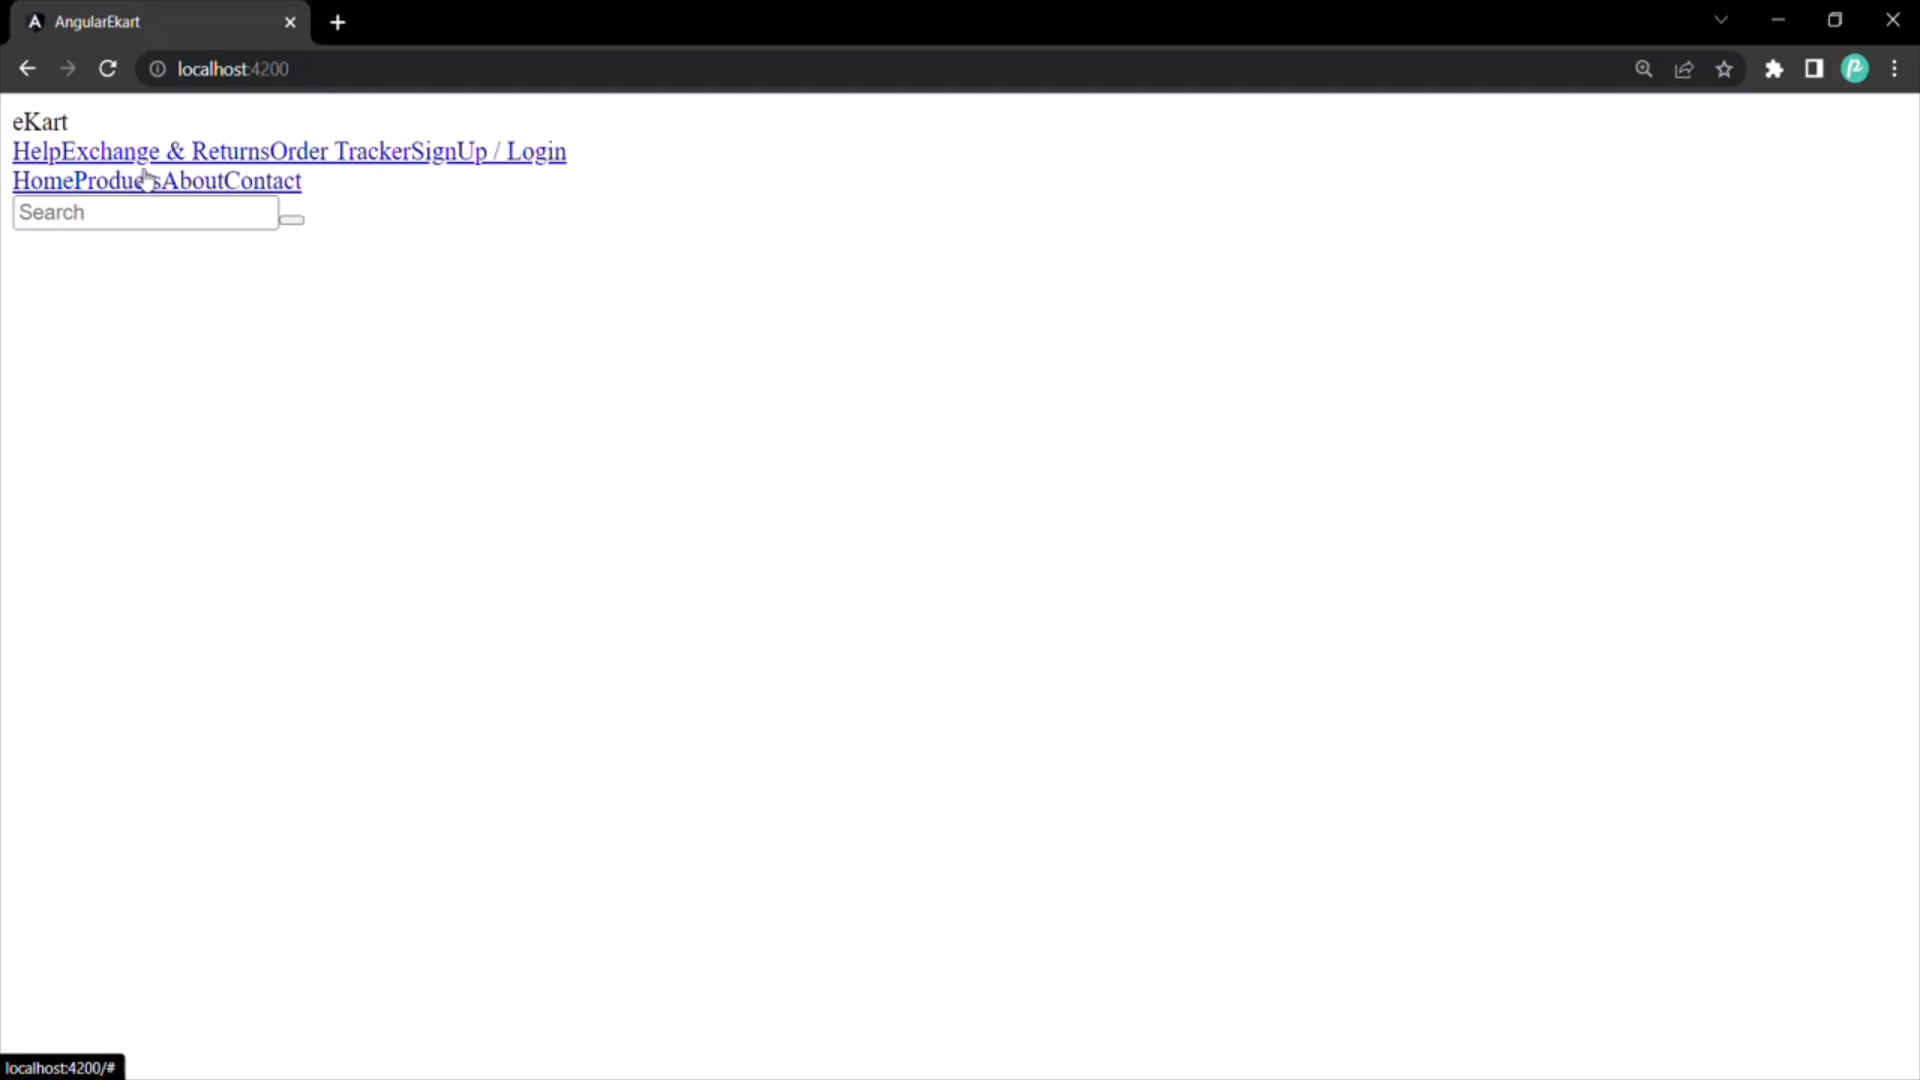 AngularEkart
localhost:4200
eKart
HelpExchange & ReturnsOrder TrackerSignUp / Login
HomeProductsAboutContact
Search
localhost:4200/#